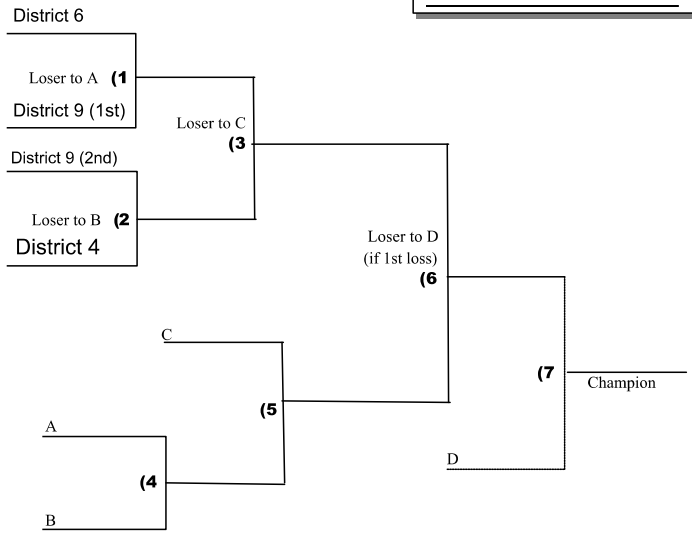 District 6
Loser to A (1
District 9 (1st)
Loser to C
(3
District 9 (2nd)
Loser to B (2
District 4
Loser to D
(if 1st loss)
(6
C
(7
Champion
(5
A
D
(4
B